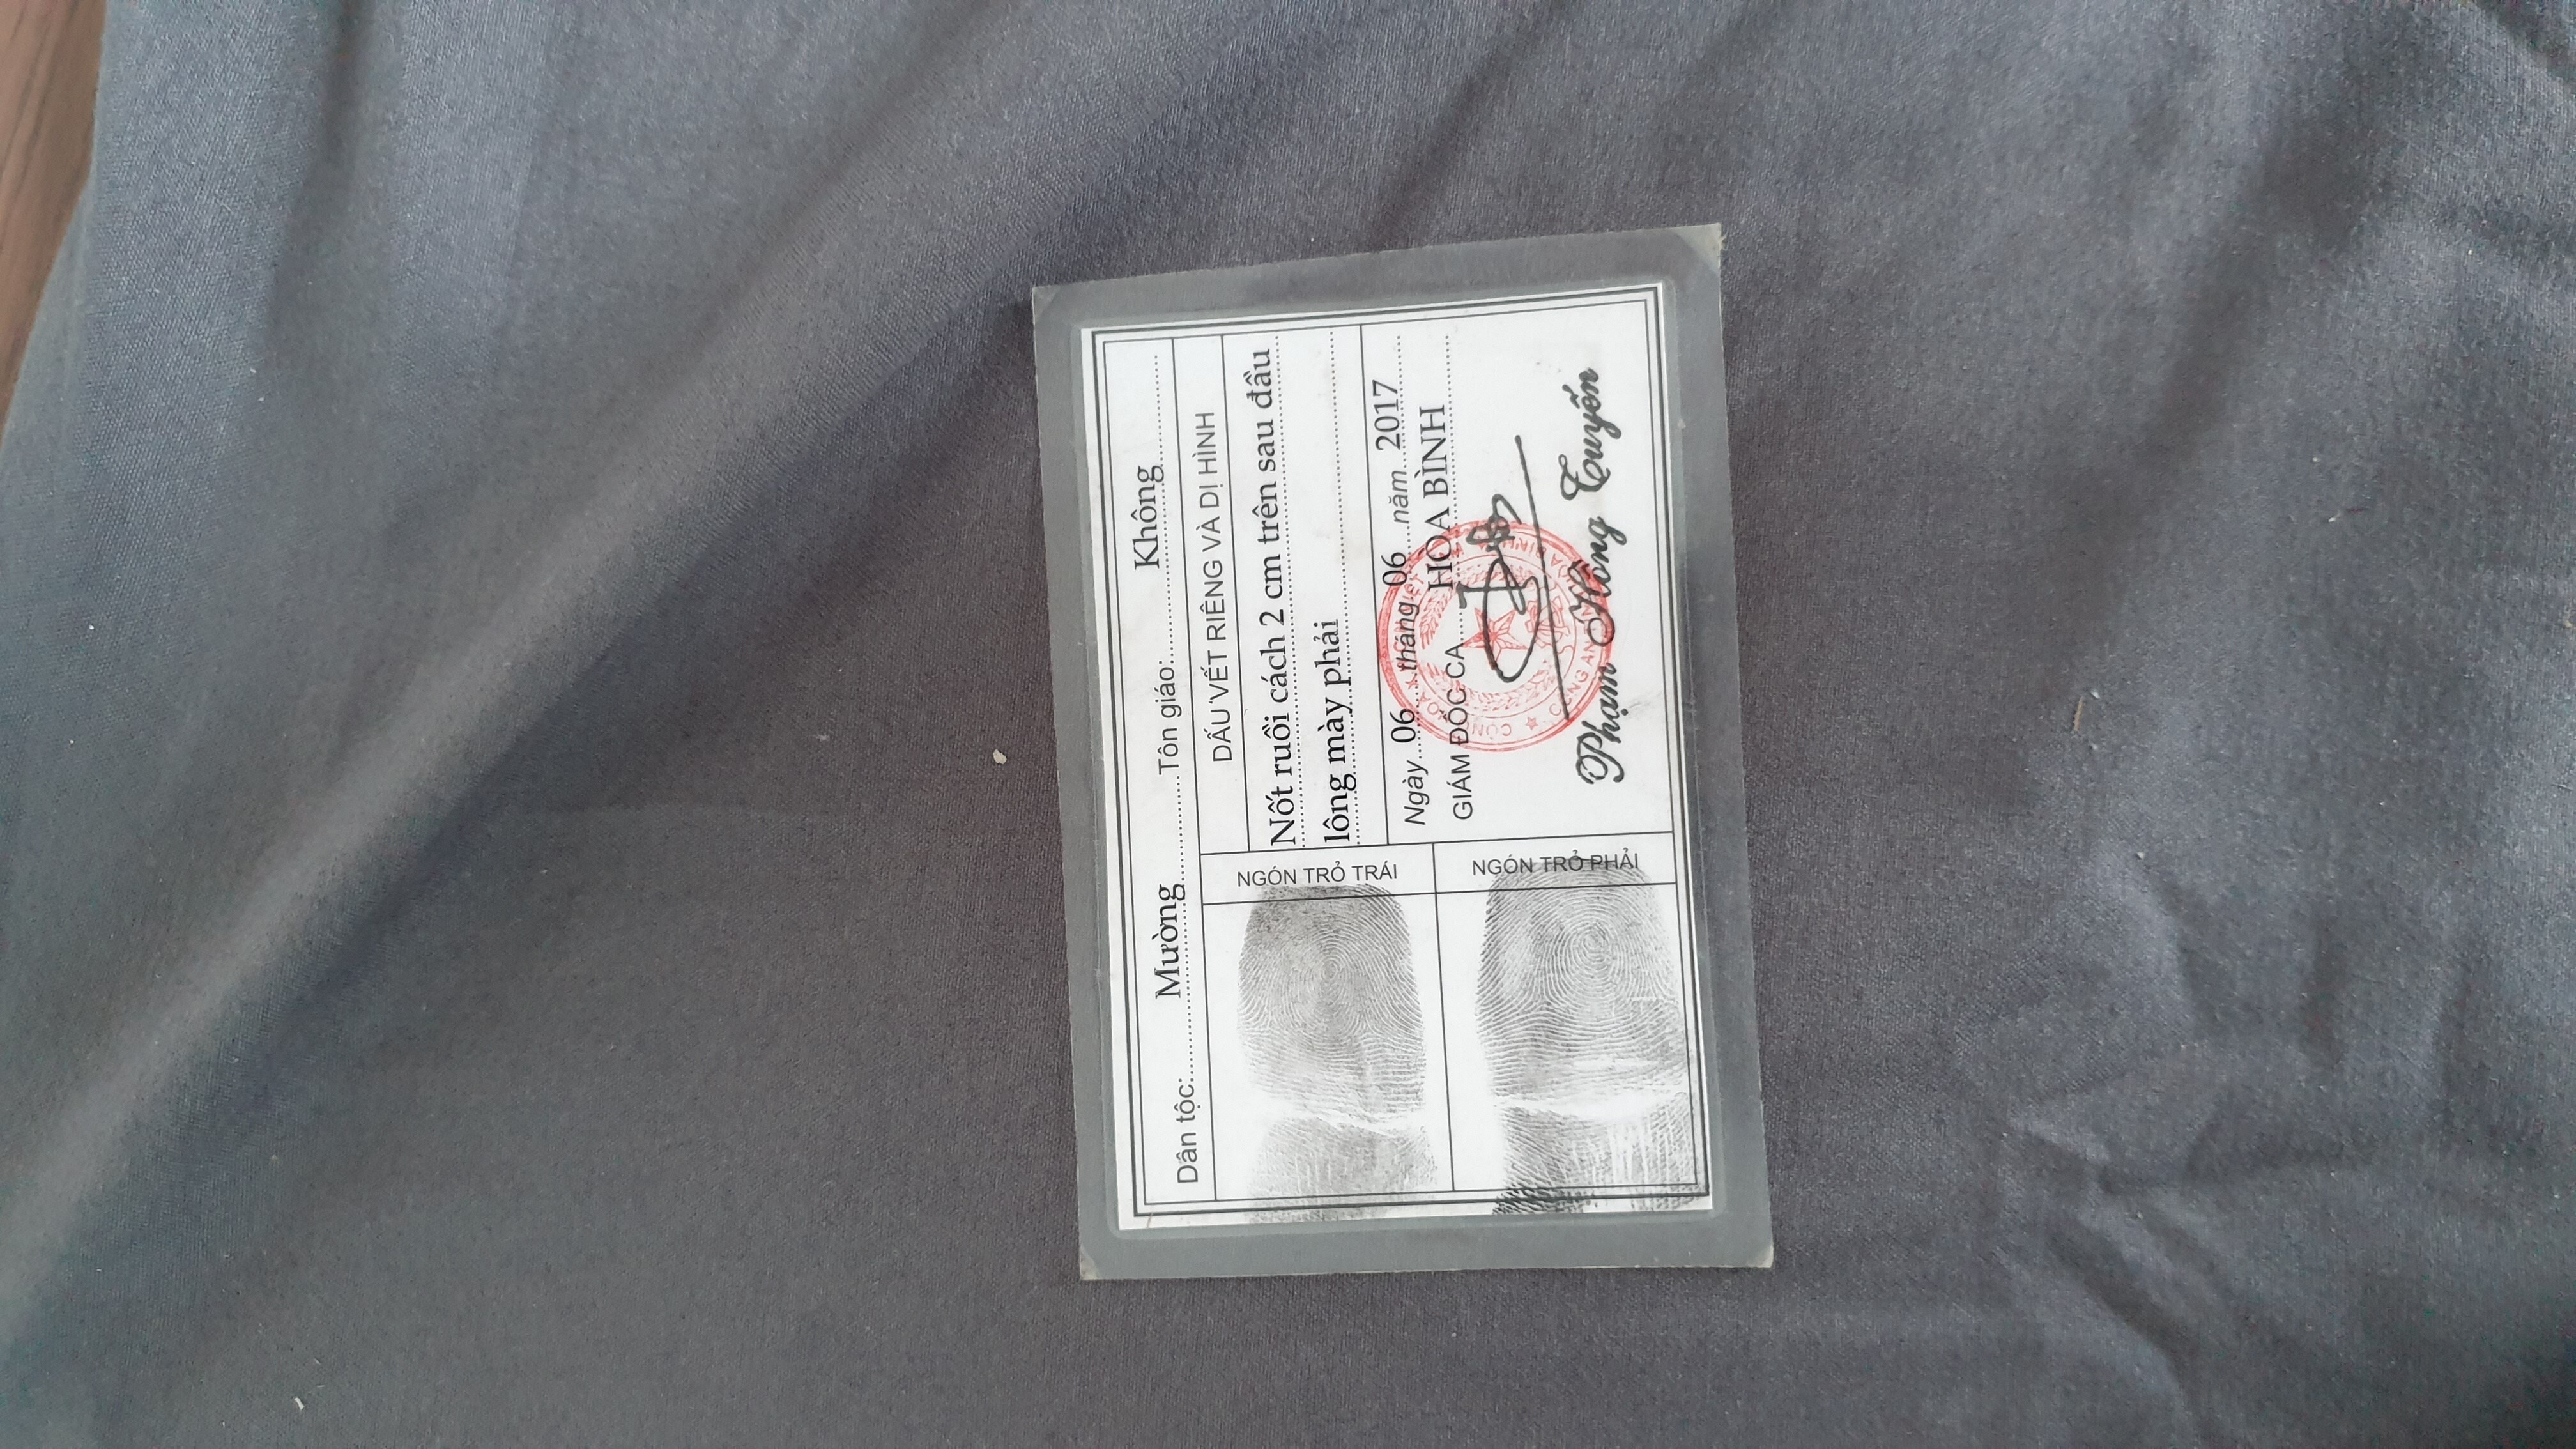 Dân tộc: Mường Tôn giáo: Không
NGÓN TRỎ TRÁI
NGÓN TRỎ PHẢI
DẤU VẾT RIÊNG VÀ DỊ HÌNH
Nốt ruồi cách 2 cm trên sau đầu
lông mày phải
Ngày 06 tháng 06 năm 2017
GIÁM ĐỐC CA HÒA BÌNH
Phạm Hồng Tuyến